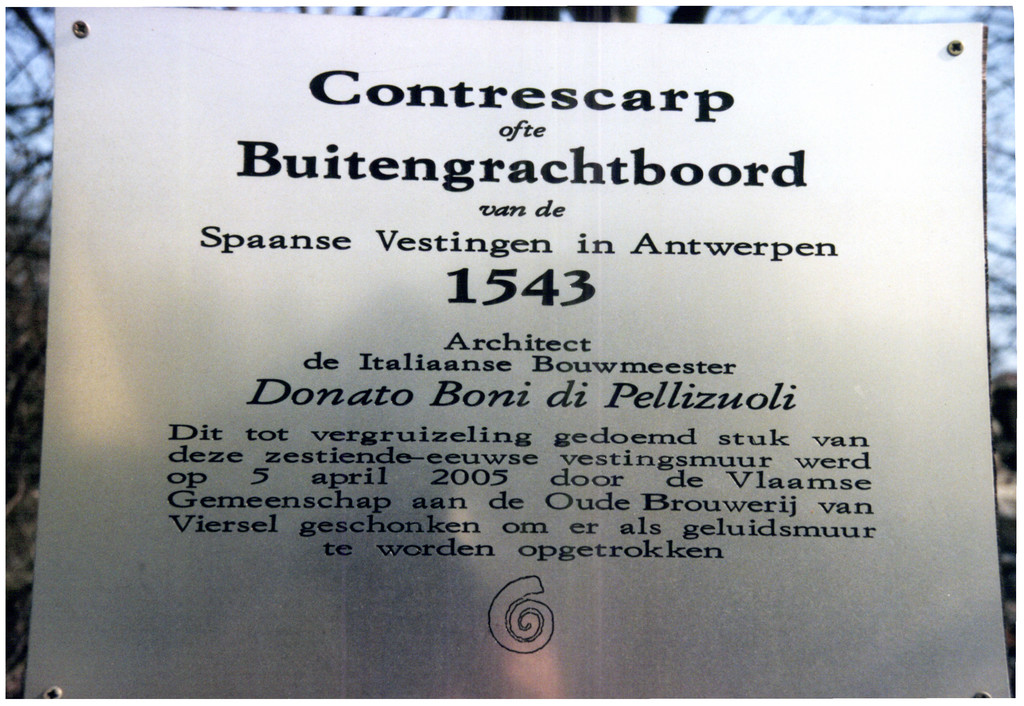 Contrescarp
ofte
Buitengrachtboord
van de
Spaanse Vestingen in Antwerpen
1543
Architect
de Italiaanse Bouwmeester
Donato Boni di Pellizuoli
Dit tot vergruizeling gedoemd stuk van
deze zestiende-eeuwse vestingsmuur werd
op 5 april 2005 door de Vlaamse
Gemeenschap aan de Oude Brouwerij van
Viersel geschonken om er als geluidsmuur
te worden opgetrokken